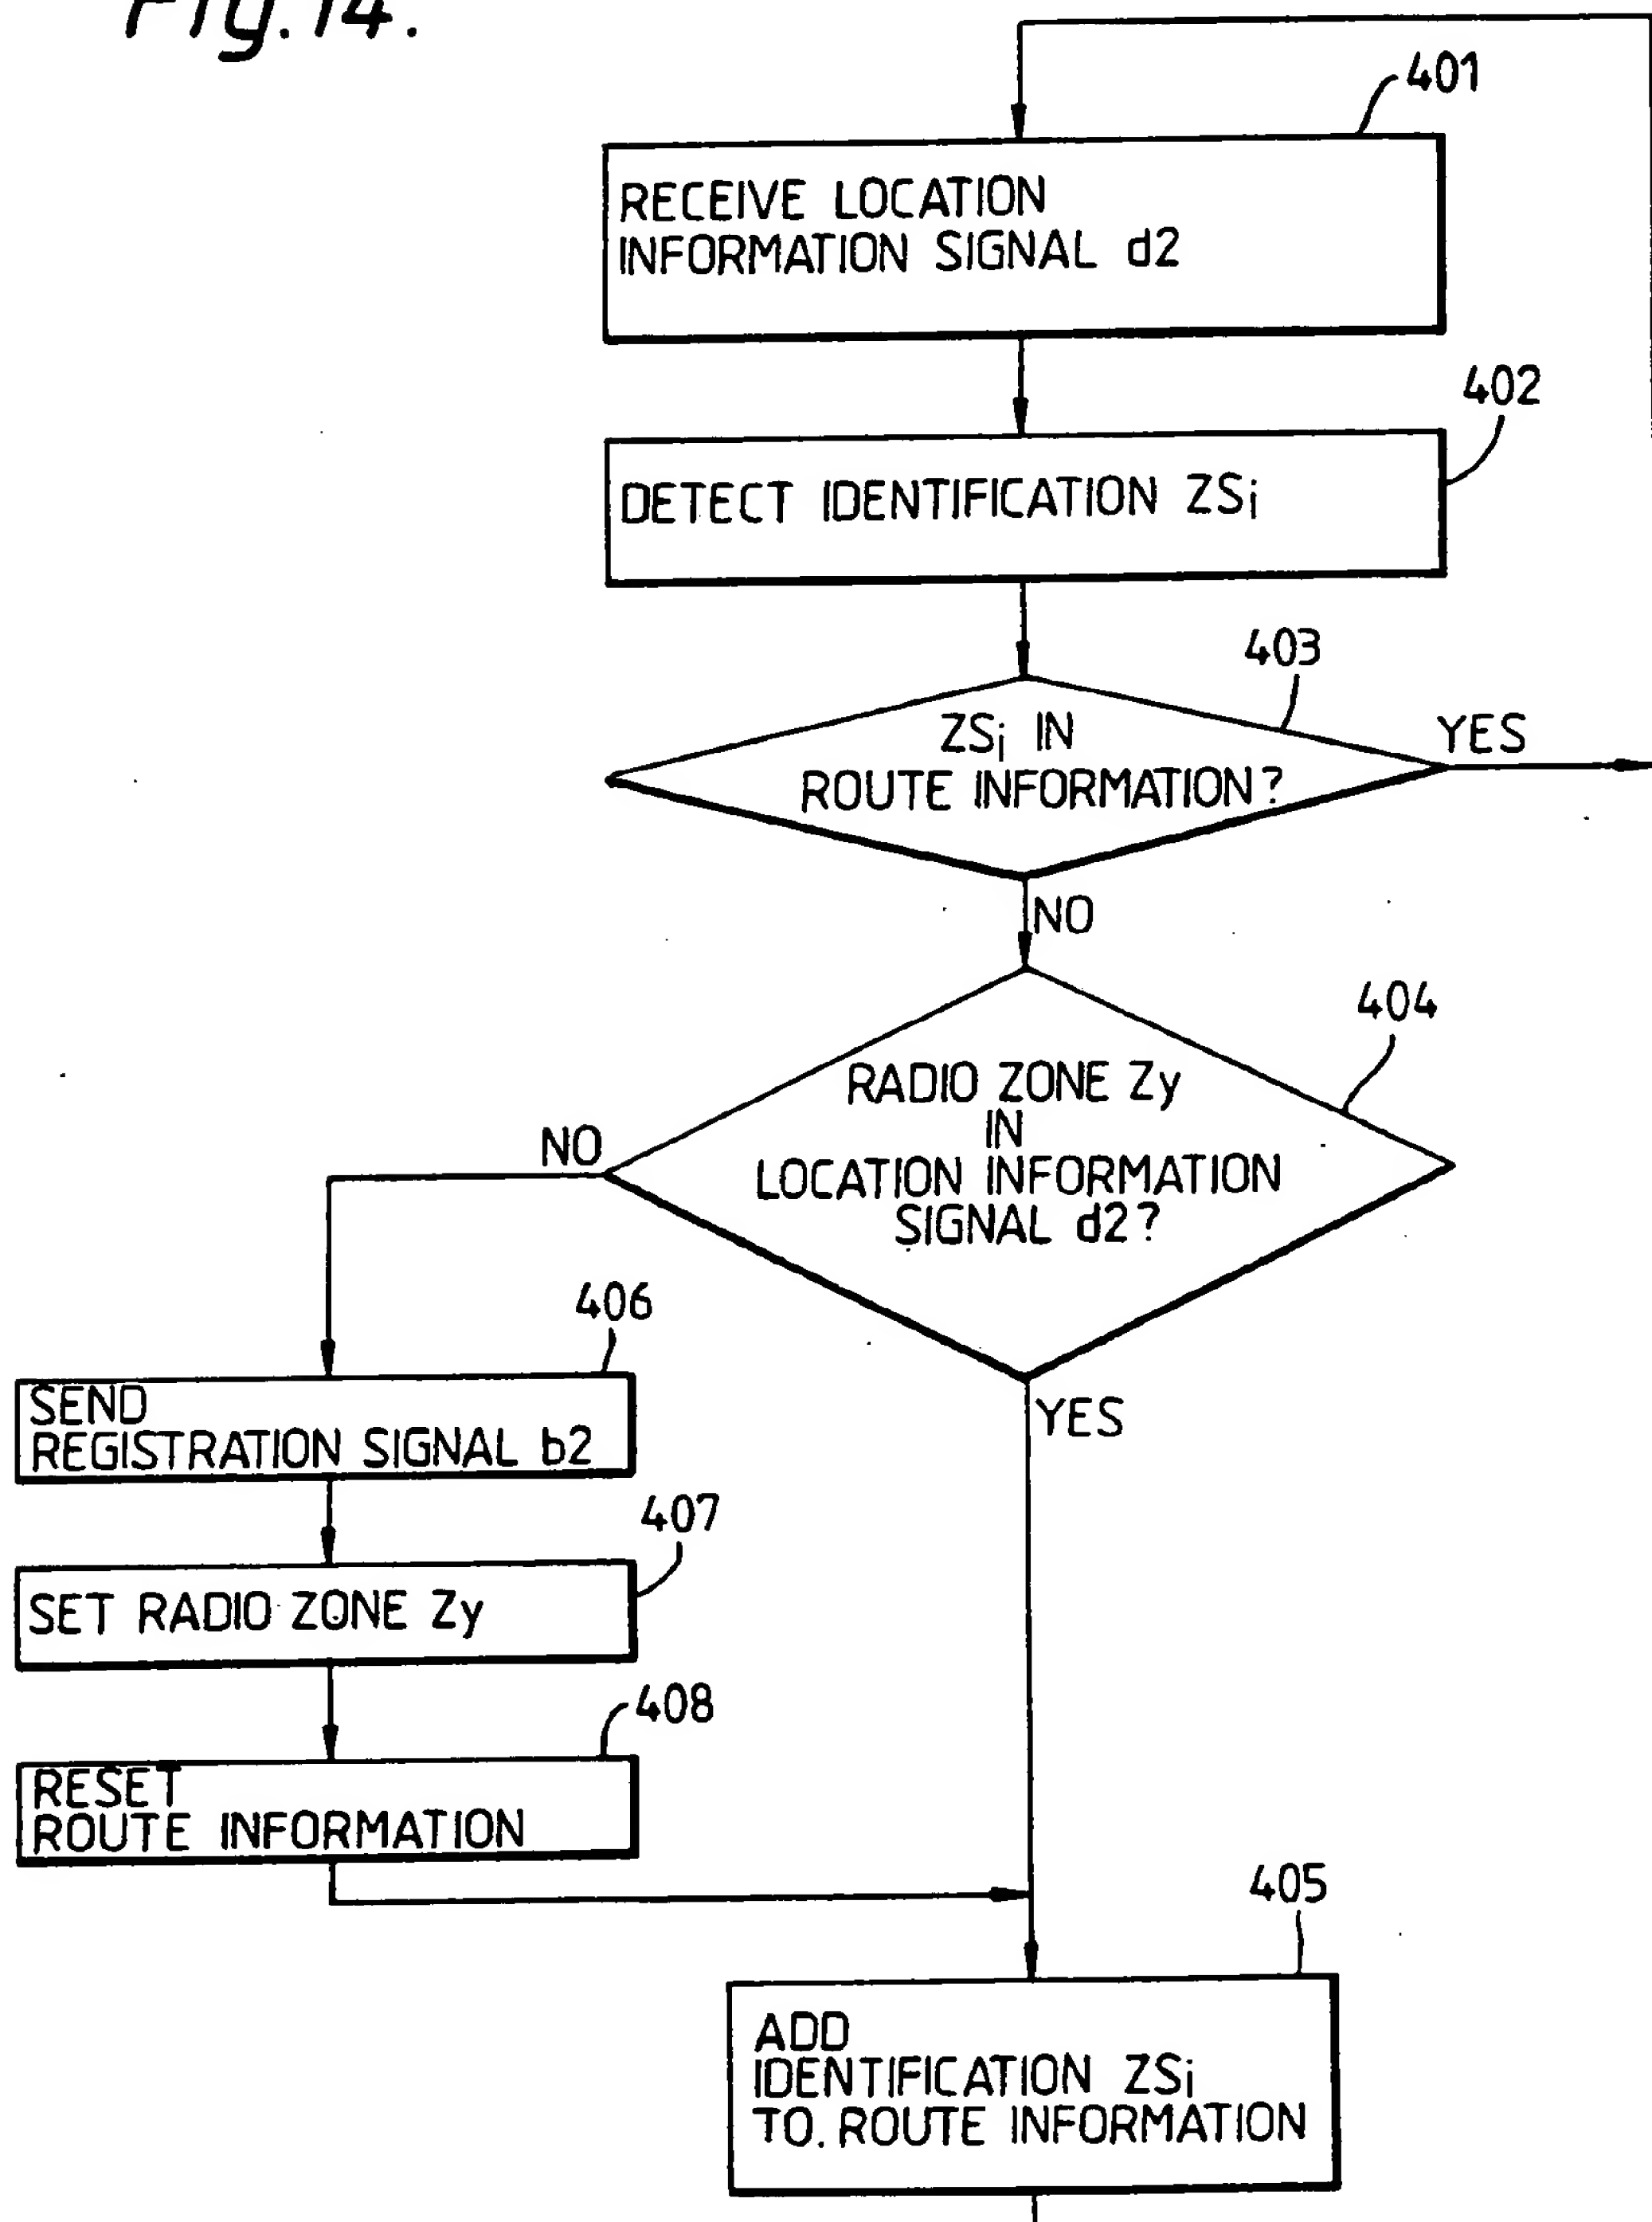 Fig. 14.
401
RECEIVE LOCATION
INFORMATION SIGNAL d2
402
DETECT IDENTIFICATION ZSi
403
ZSi IN
ROUTE INFORMATION?
YES
NO
404
RADIO ZONE Zy
IN
LOCATION INFORMATION
SIGNAL d2?
NO
YES
406
SEND
REGISTRATION SIGNAL b2
407
SET RADIO ZONE Zy
408
RESET
ROUTE INFORMATION
405
ADD
IDENTIFICATION ZSi
TO. ROUTE INFORMATION